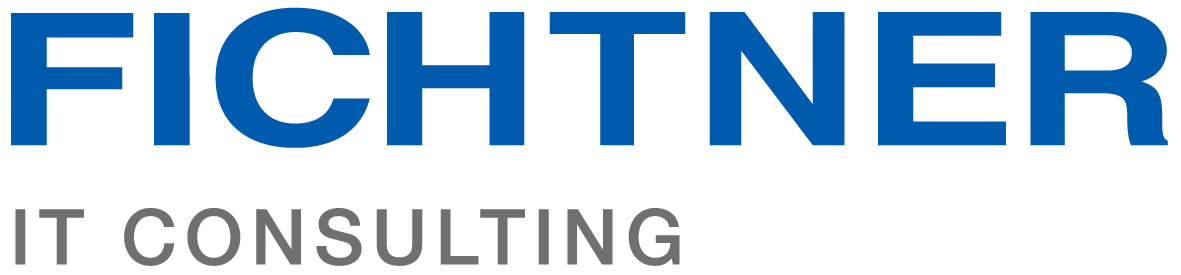 FICHTNER
IT CONSULTING